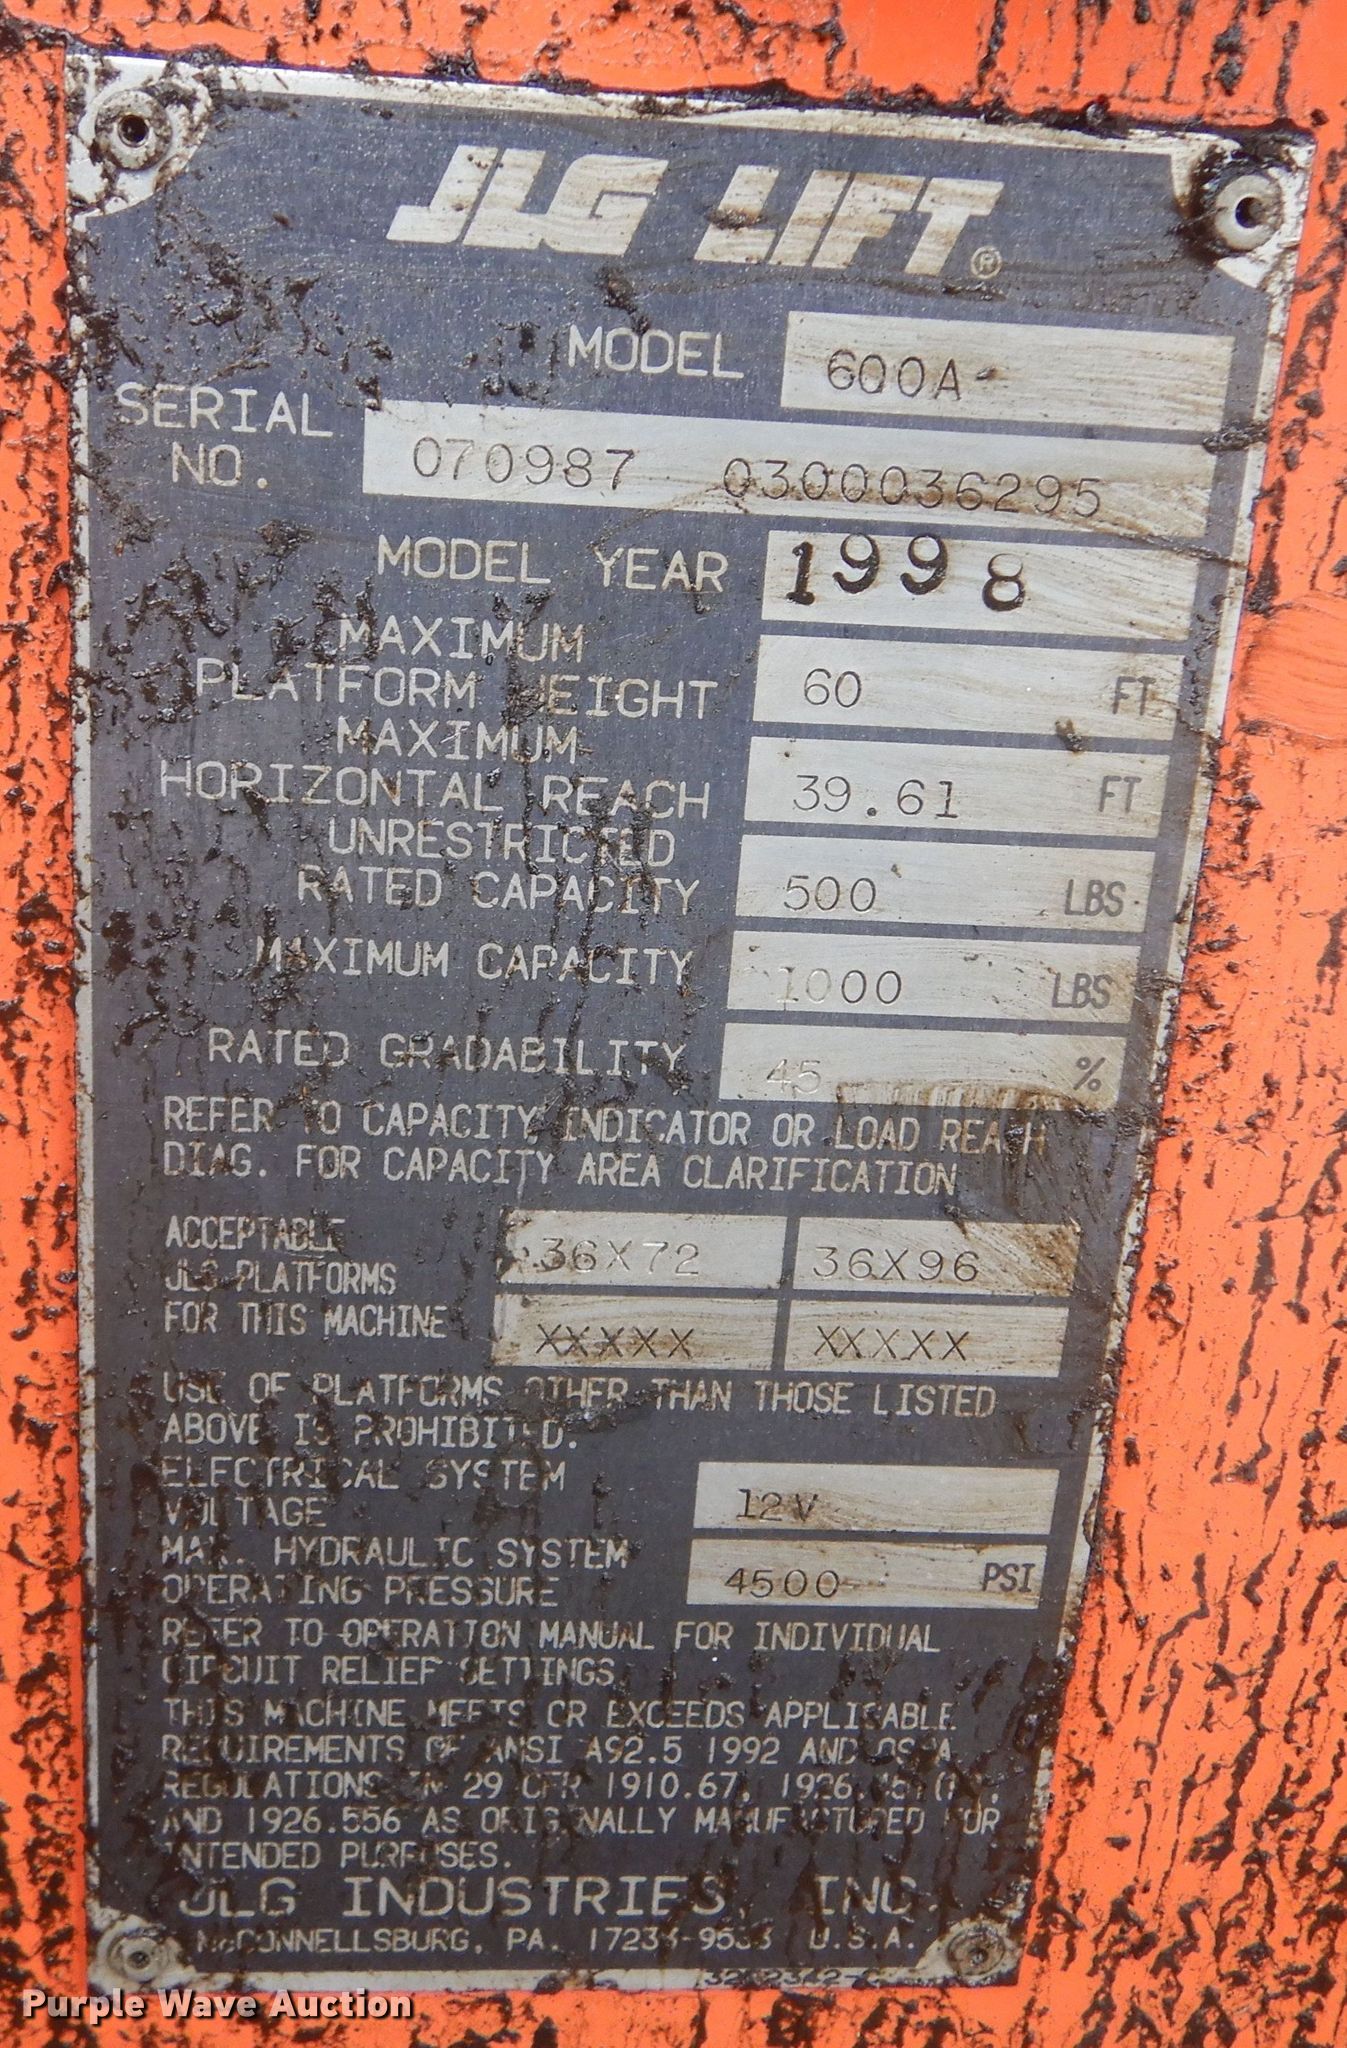 JLG LIFT®
MODEL 600A
SERIAL NO. 070987 0300036295
MODEL YEAR 1998
MAXIMUM
PLATFORM HEIGHT 60 FT
MAXIMUM
HORIZONTAL REACH 39.61 FT
UNRESTRICTED
RATED CAPACITY 500 LBS
MAXIMUM CAPACITY 1000 LBS
RATED GRADABILITY 45 %
REFER TO CAPACITY INDICATOR OR LOAD REACH
DIAG. FOR CAPACITY AREA CLARIFICATION
ACCEPTABLE 36X72 36X96
JLG PLATFORMS
FOR THIS MACHINE XXXXX XXXXX
USE OF PLATFORMS OTHER THAN THOSE LISTED
ABOVE IS PROHIBITED.
ELECTRICAL SYSTEM
VOLTAGE 12V
MAX. HYDRAULIC SYSTEM
OPERATING PRESSURE 4500 PSI
REFER TO OPERATION MANUAL FOR INDIVIDUAL
CIRCUIT RELIEF SETTINGS
THIS MACHINE MEETS OR EXCEEDS APPLICABLE
REQUIREMENTS OF ANSI A92.5 1992 AND OSHA
REGULATIONS IN 29 CFR 1910.67,
AND 1926.556 AS ORIGINALLY MANUFACTURED FOR
INTENDED PURPOSES.
JLG INDUSTRIES, INC.
McCONNELLSBURG, PA. 17233-9533 U.S.A.
Purple Wave Auction